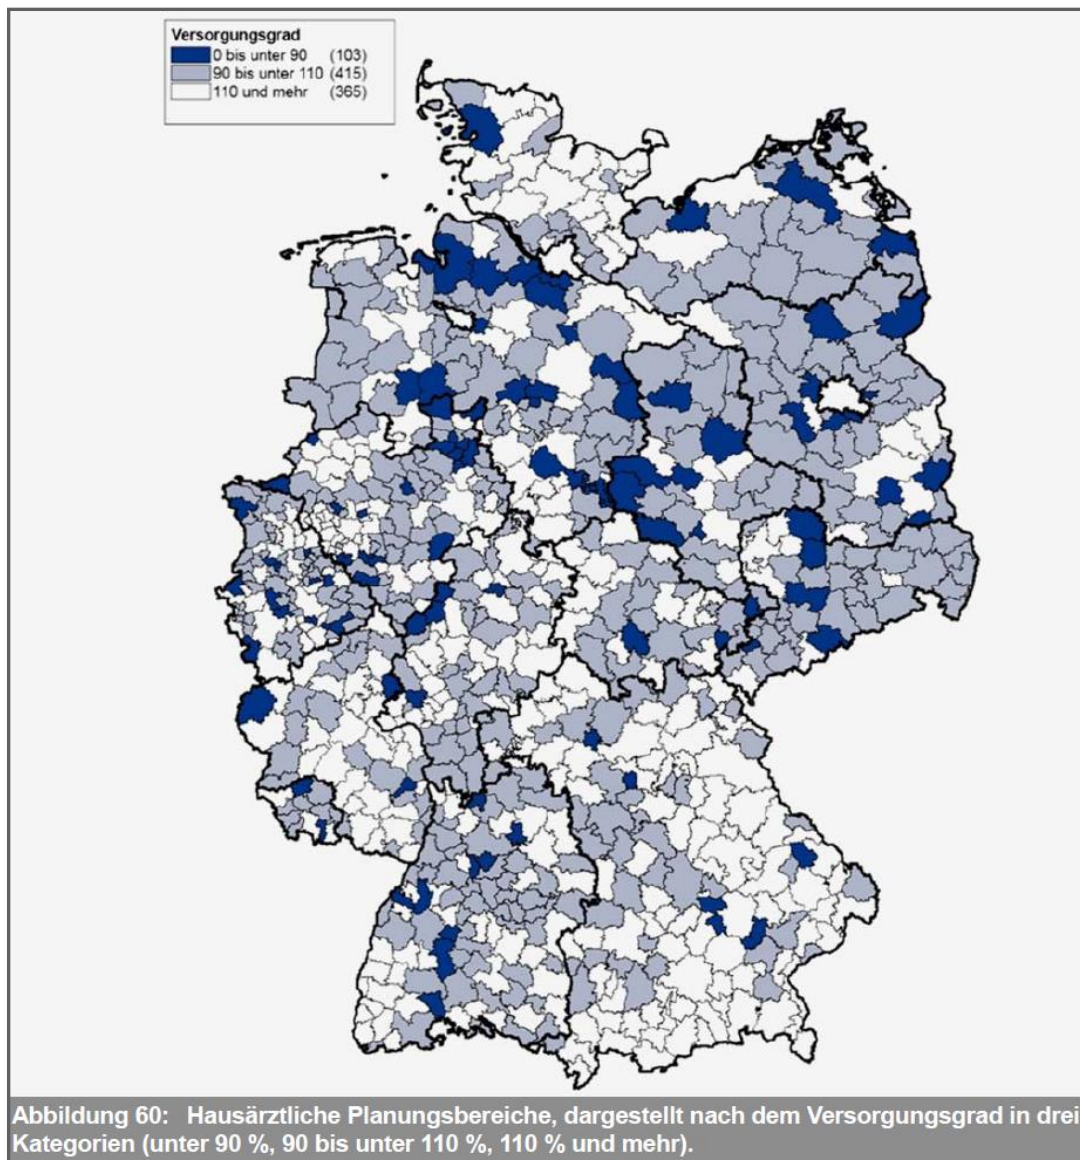 Versorgungsgrad
0 bis unter 90 (103)
90 bis unter 110 (415)
110 und mehr (365)
Abbildung 60: Hausärztliche Planungsbereiche, dargestellt nach dem Versorgungsgrad in drei
Kategorien (unter 90 %, 90 bis unter 110 %, 110 % und mehr).